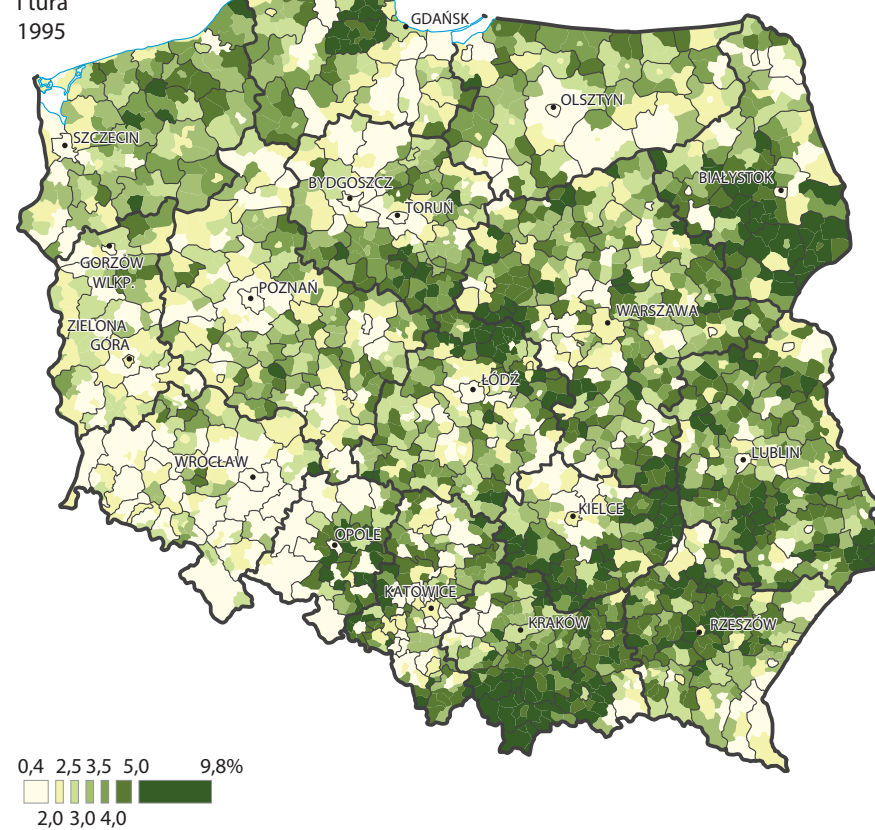 I tura
1995
GDAŃSK
OLSZTYN
SZCZECIN
BIAŁYSTOK
BYDGOSZCZ
TORUŃ
GORZÓW
WLKP.
POZNAŃ
WARSZAWA
ZIELONA
GÓRA
ŁÓDŹ
LUBLIN
WROCŁAW
KIELCE
OPOLE
KATOWICE
KRAKÓW
RZESZÓW
0,4 2,5 3,5 5,0 9,8%
2,0 3,0 4,0